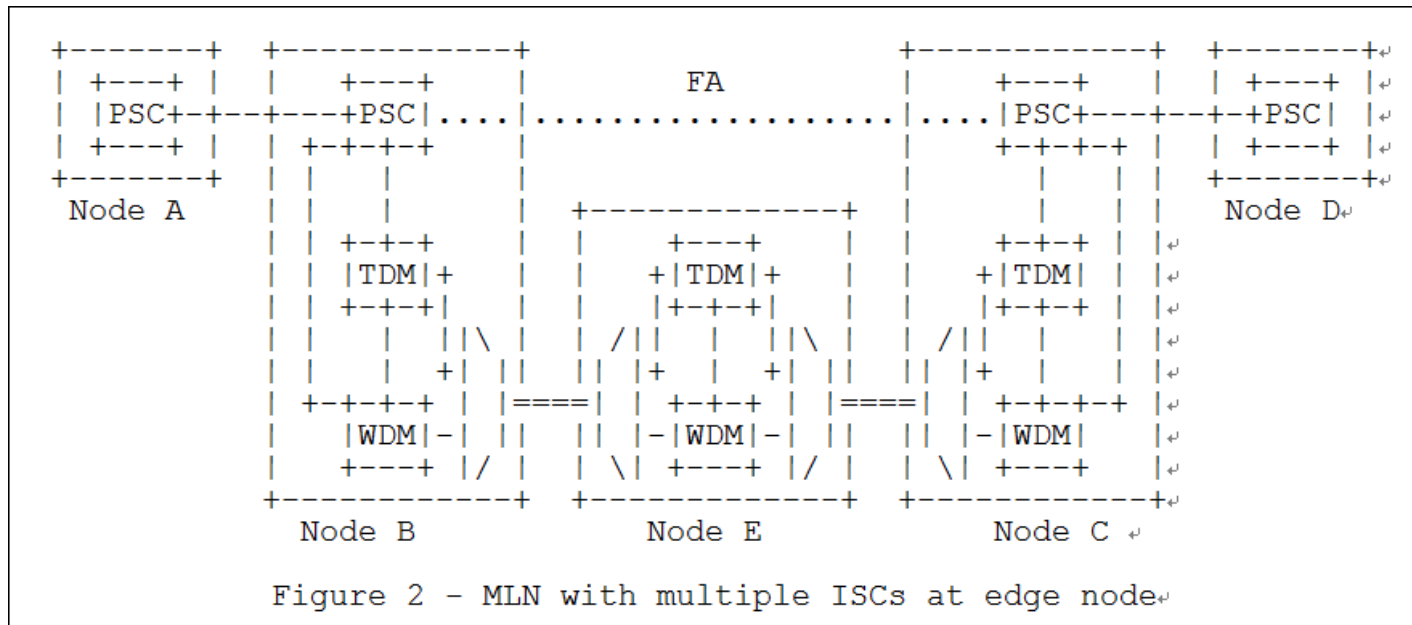 FA
PSC PSC PSC PSC
Node A Node D
TDM TDM TDM
WDM WDM WDM
Node B Node E Node C
Figure 2 - MLN with multiple ISCs at edge node